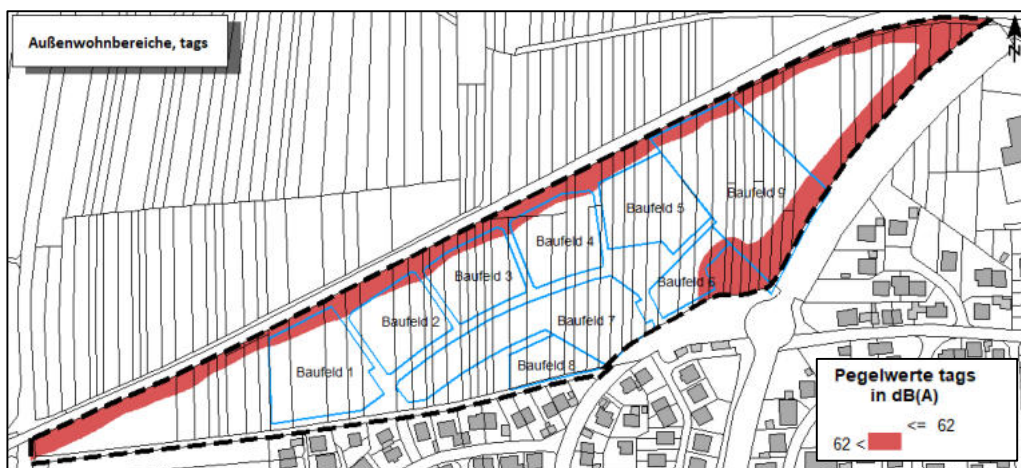 Außenwohnbereiche, tags
N
Baufeld 9
Baufeld 5
Baufeld 4
Baufeld 3
Baufeld 6
Baufeld 2
Baufeld 7
Baufeld 8
Baufeld 1
Pegelwerte tags
in dB(A)
<= 62
62 <